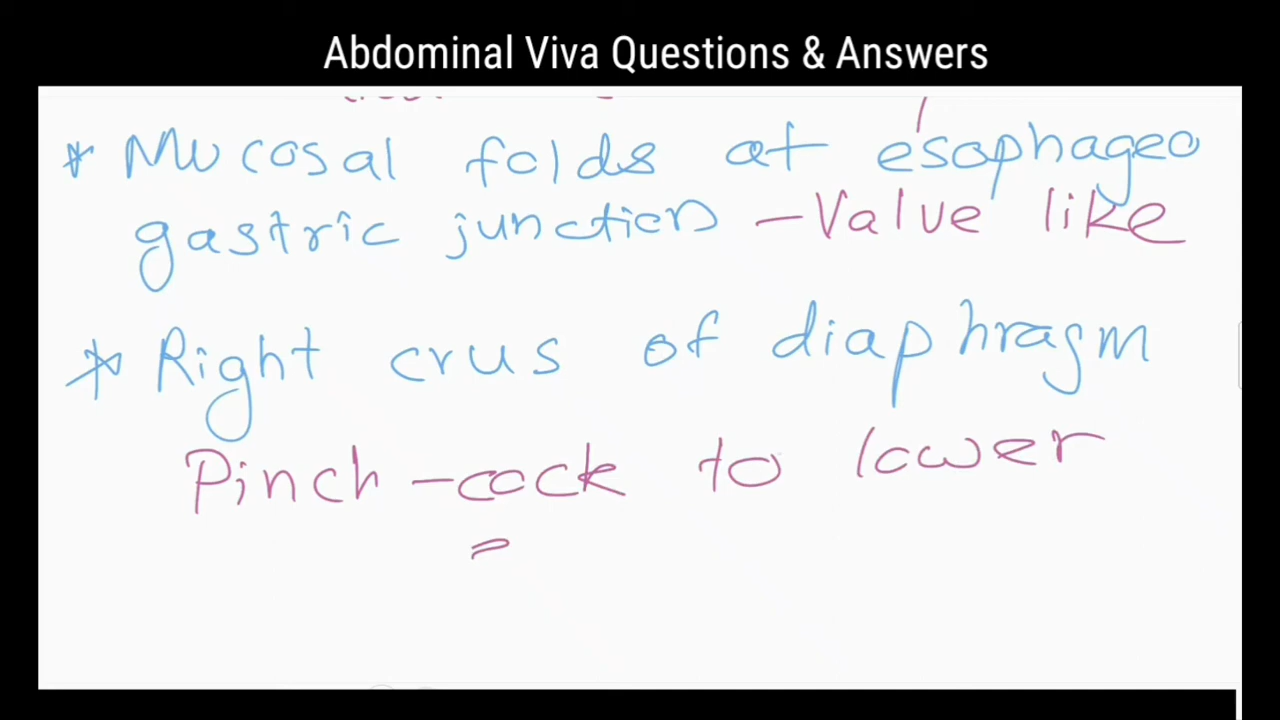 Abdominal Viva Questions & Answers
* Mucosal folds at esophageo
gastric junction - Value like
* Right crus of diaphragm
Pinch-cock to lower